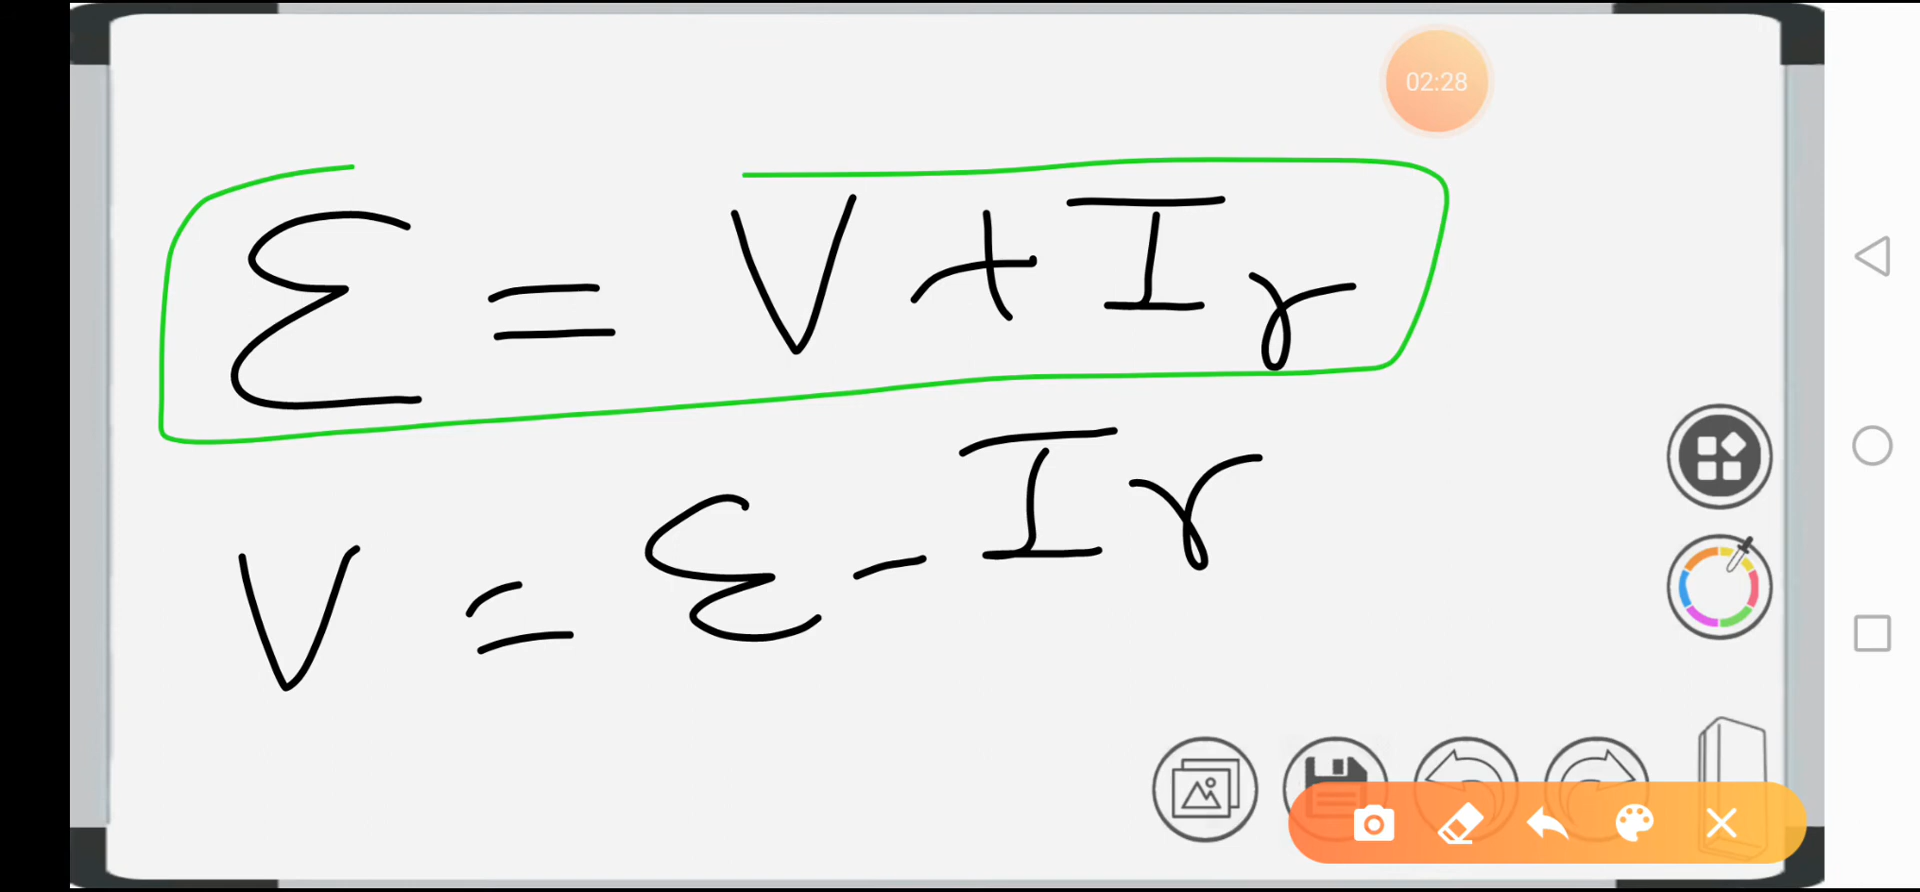 02:28
Ɛ = V + Ir
V = Ɛ - Ir